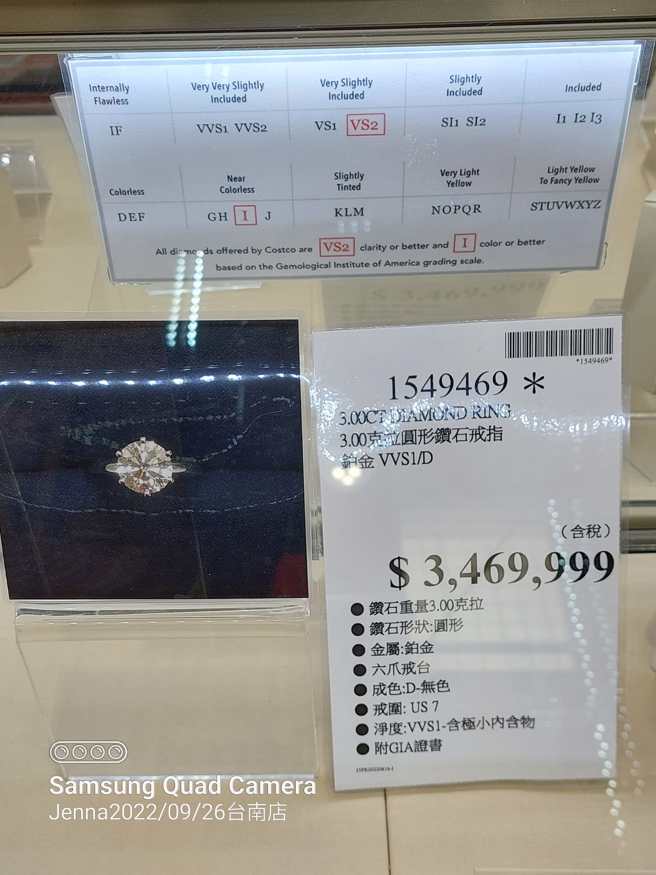 Internally Flawless
Very Very Slightly Included
Very Slightly Included
Slightly Included
Included
IF
VVS1 VVS2
VS1 VS2
SI1 SI2
I1 I2 I3
Colorless
Near Colorless
Slightly Tinted
Very Light Yellow
Light Yellow To Fancy Yellow
DEF
GH I J
KLM
NOPQR
STUVWXYZ
All diamonds offered by Costco are VS2 clarity or better and I color or better
based on the Gemological Institute of America grading scale.
*1549469*
1549469 *
3.00CT DIAMOND RING
3.00克拉圓形鑽石戒指
鉑金 VVS1/D
(含稅)
$ 3,469,999
● 鑽石重量3.00克拉
● 鑽石形狀:圓形
● 金屬:鉑金
● 六爪戒台
● 成色:D-無色
● 戒圍: US 7
● 淨度:VVS1-含極小內含物
● 附GIA證書
Samsung Quad Camera
Jenna2022/09/26台南店